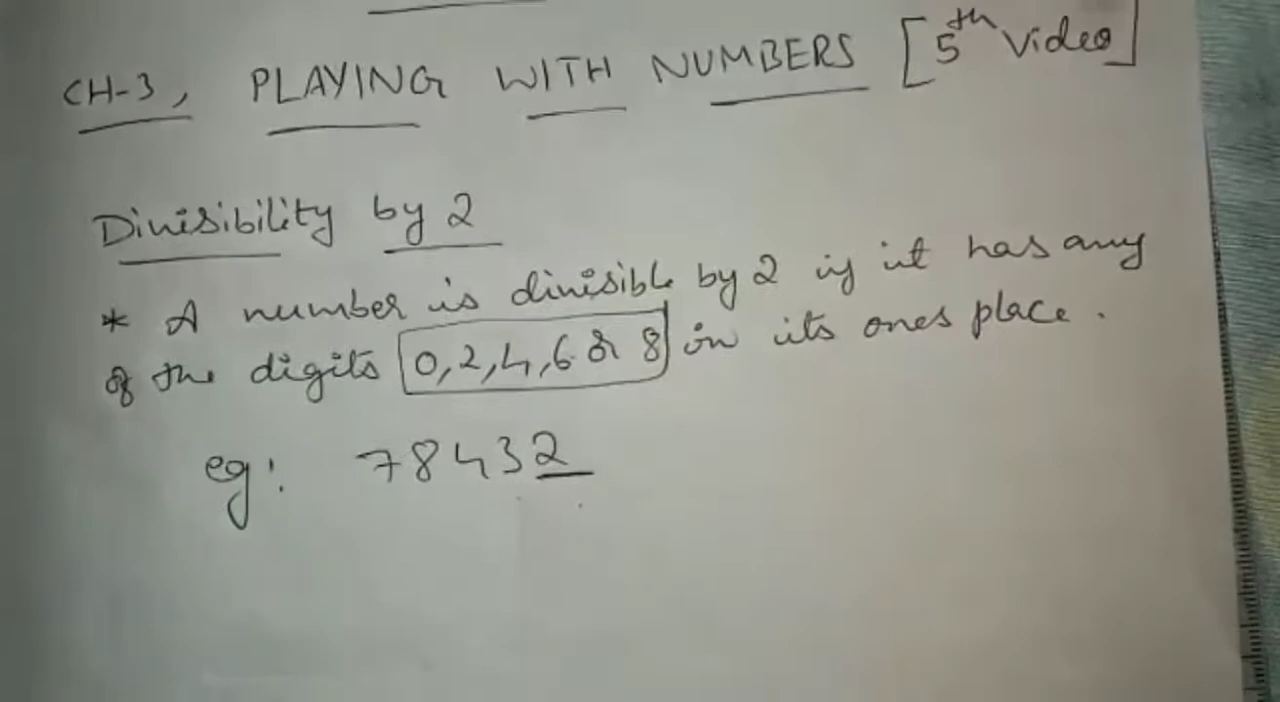 CH-3, PLAYING WITH NUMBERS [5th Video]
Divisibility by 2
* A number is divisible by 2 if it has any
of the digits 0, 2, 4, 6 or 8 in its ones place.
eg: 78432